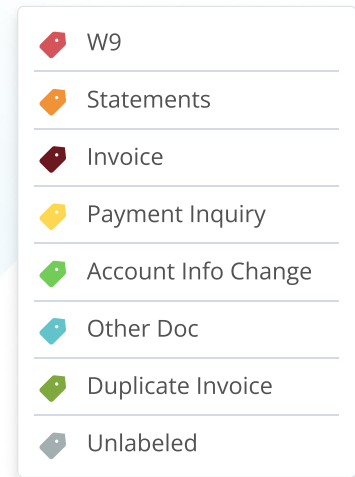 W9
Statements
Invoice
Payment Inquiry
Account Info Change
Other Doc
Duplicate Invoice
Unlabeled